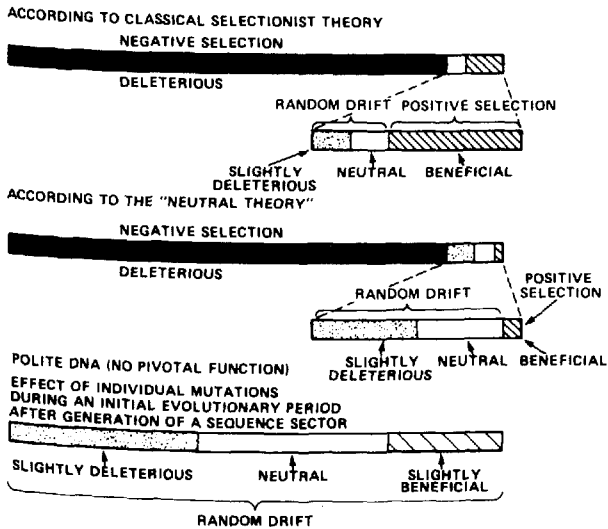 ACCORDING TO CLASSICAL SELECTIONIST THEORY
NEGATIVE SELECTION
DELETERIOUS
RANDOM DRIFT POSITIVE SELECTION
SLIGHTLY
DELETERIOUS
NEUTRAL BENEFICIAL
ACCORDING TO THE "NEUTRAL THEORY"
NEGATIVE SELECTION
DELETERIOUS
RANDOM DRIFT
POSITIVE
SELECTION
SLIGHTLY
DELETERIOUS
NEUTRAL
BENEFICIAL
POLITE DNA (NO PIVOTAL FUNCTION)
EFFECT OF INDIVIDUAL MUTATIONS
DURING AN INITIAL EVOLUTIONARY PERIOD
AFTER GENERATION OF A SEQUENCE SECTOR
SLIGHTLY DELETERIOUS
NEUTRAL
SLIGHTLY
BENEFICIAL
RANDOM DRIFT